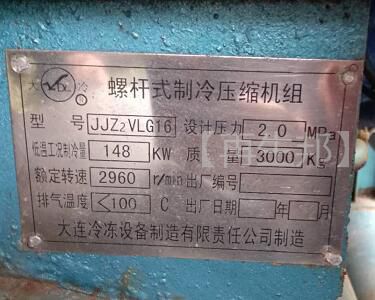 大 冷 螺杆式制冷压缩机组
型 号 JJZ₂VLG16 设计压力 2.0 MPa
低温工况制冷量 148 KW 质 量 3000 Kg
额定转速 2960 r/min 出厂编号
排气温度 <100 C 出厂日期 年 月
大连冷冻设备制造有限责任公司制造